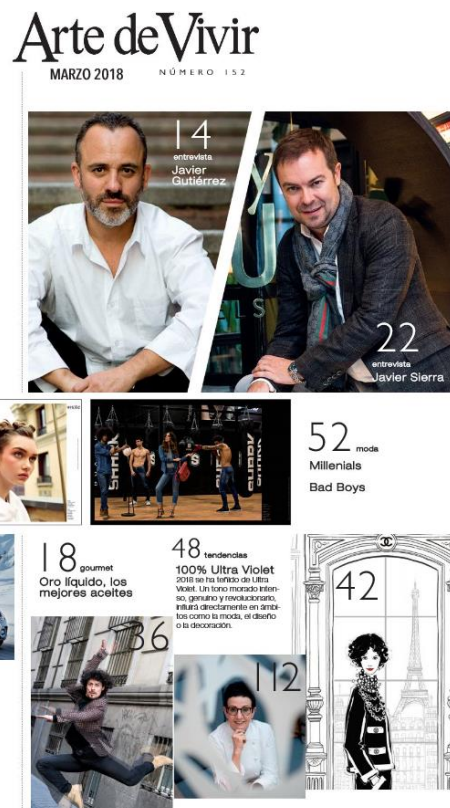 Arte de Vivir
MARZO 2018
NÚMERO 152
14
entrevista
Javier
Gutiérrez
22
entrevista
Javier Sierra
52 moda
Millenials
Bad Boys
18 gourmet
Oro líquido, los
mejores aceites
48 tendencias
100% Ultra Violet
2018 se ha teñido de Ultra
Violet. Un tono morado inten-
so, genuino y revolucionario,
influirá directamente en ámbi-
tos como la moda, el diseño
o la decoración.
42
36
112